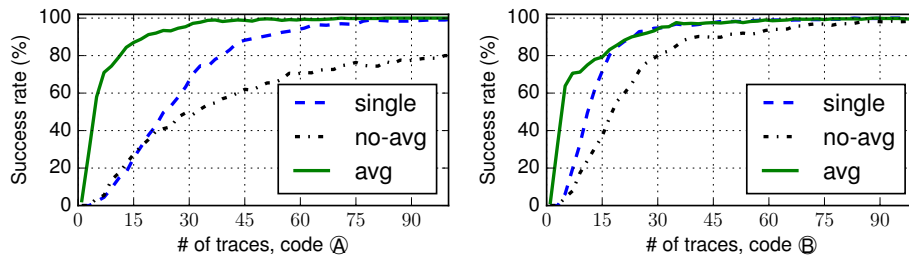 Success rate (%)
100
80
60
40
20
0
single
no-avg
avg
0 15 30 45 60 75 90
# of traces, code Ⓐ
Success rate (%)
100
80
60
40
20
0
single
no-avg
avg
0 15 30 45 60 75 90
# of traces, code Ⓑ